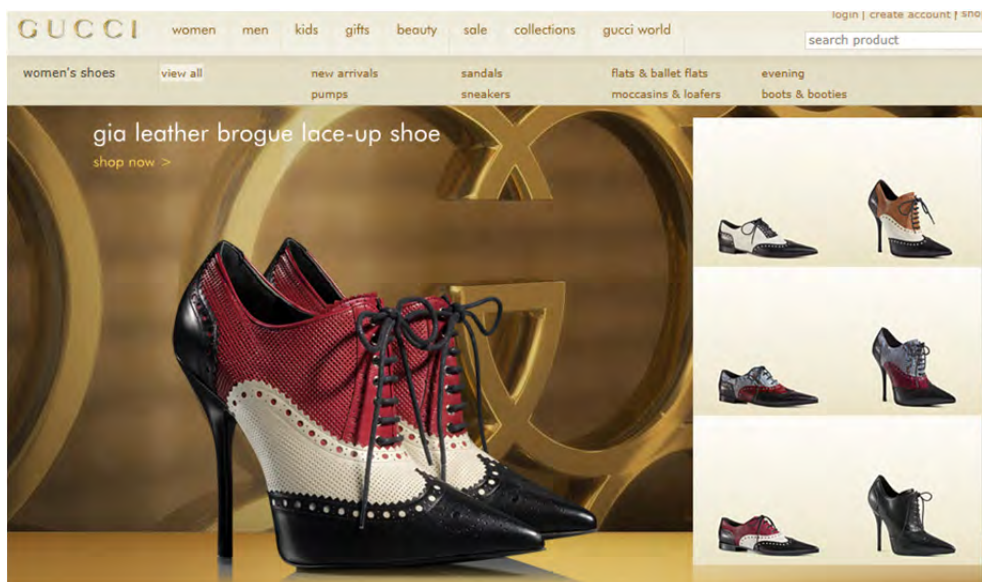 login | create account | sho
GUCCI women men kids gifts beauty sale collections gucci world
search product
women's shoes view all new arrivals sandals flats & ballet flats evening
pumps sneakers moccasins & loafers boots & booties
gia leather brogue lace-up shoe
shop now >